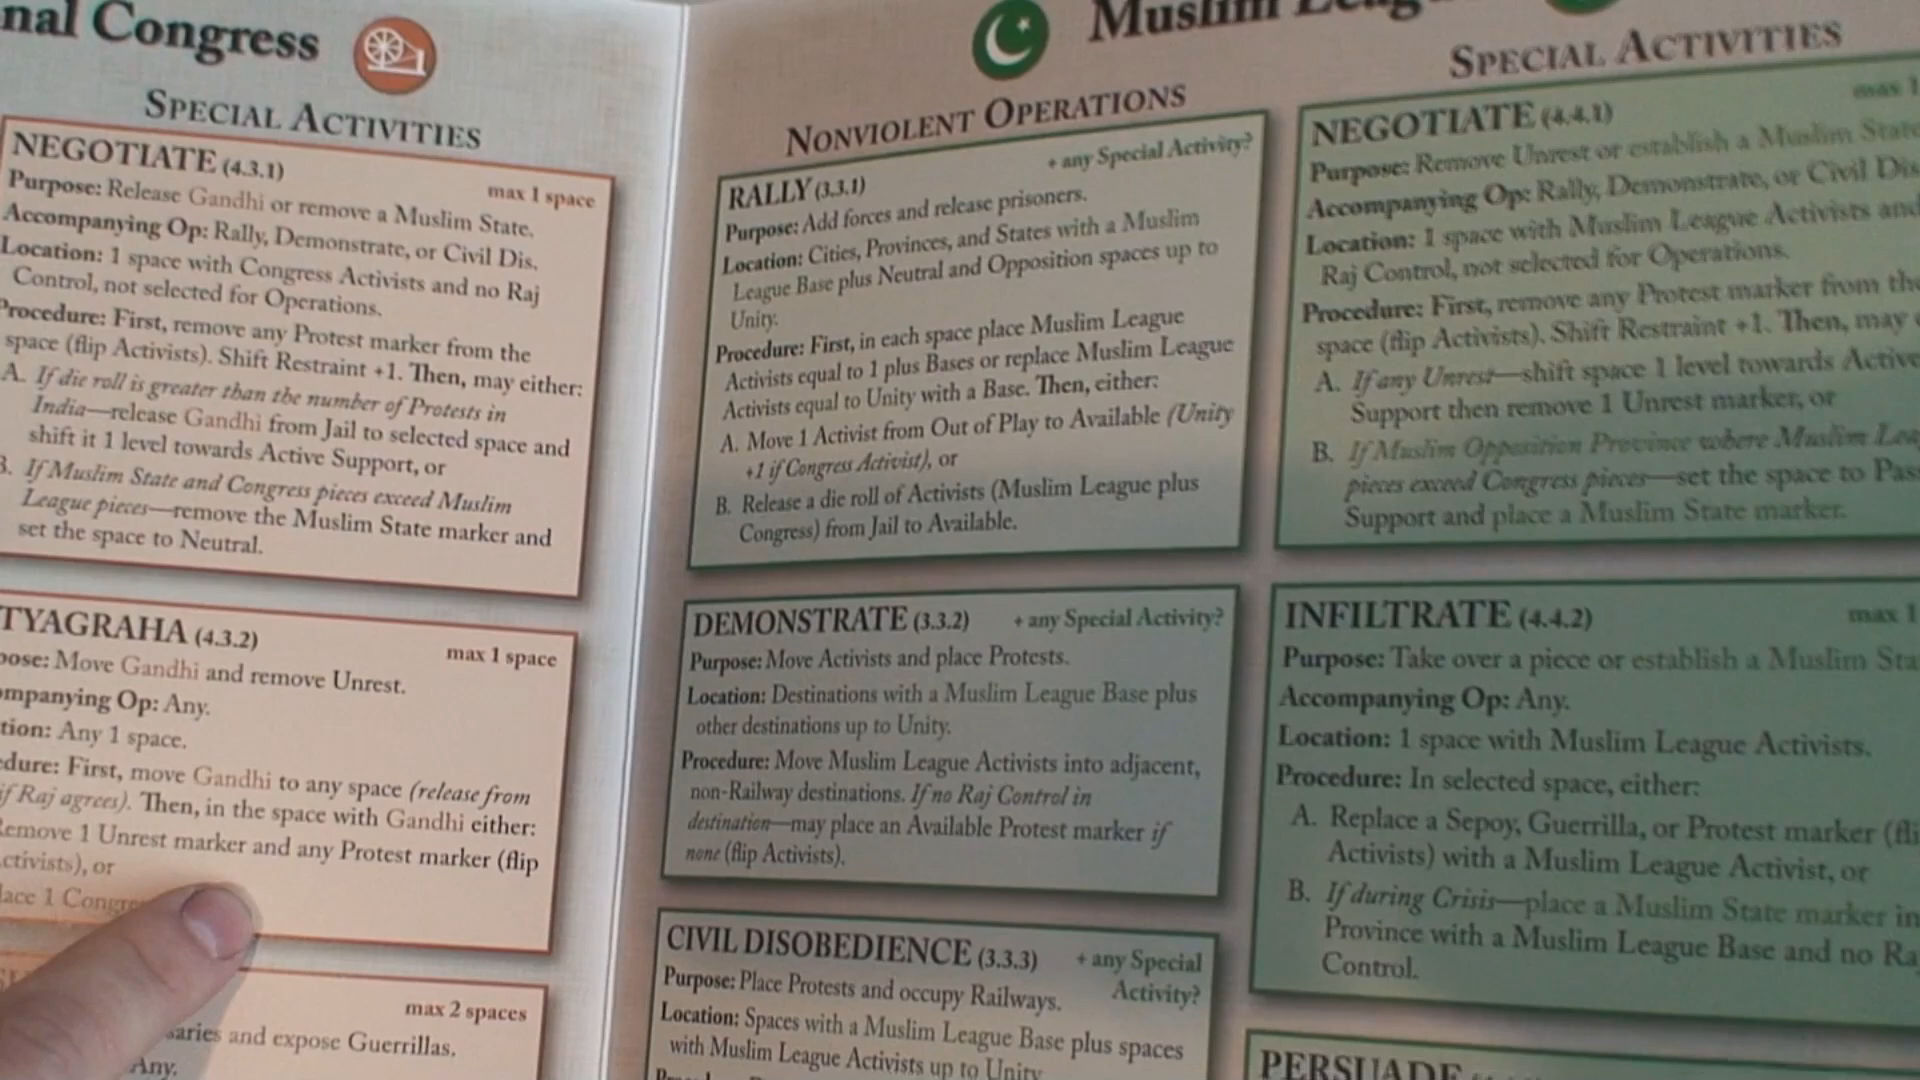 nal Congress
SPECIAL ACTIVITIES
NEGOTIATE (4.3.1)
max 1 space
Purpose: Release Gandhi or remove a Muslim State.
Accompanying Op: Rally, Demonstrate, or Civil Dis.
Location: 1 space with Congress Activists and no Raj
Control, not selected for Operations.
Procedure: First, remove any Protest marker from the
space (flip Activists). Shift Restraint +1. Then, may either:
A. If die roll is greater than the number of Protests in
India—release Gandhi from Jail to selected space and
shift it 1 level towards Active Support, or
B. If Muslim State and Congress pieces exceed Muslim
League pieces—remove the Muslim State marker and
set the space to Neutral.
TYAGRAHA (4.3.2)
max 1 space
pose: Move Gandhi and remove Unrest.
ompanying Op: Any.
tion: Any 1 space.
edure: First, move Gandhi to any space (release from
if Raj agrees). Then, in the space with Gandhi either:
Remove 1 Unrest marker and any Protest marker (flip
ctivists), or
lace 1 Congre
max 2 spaces
saries and expose Guerrillas.
Any.
Muslim Leag
NONVIOLENT OPERATIONS
RALLY (3.3.1)
+ any Special Activity?
Purpose: Add forces and release prisoners.
Location: Cities, Provinces, and States with a Muslim
League Base plus Neutral and Opposition spaces up to
Unity.
Procedure: First, in each space place Muslim League
Activists equal to 1 plus Bases or replace Muslim League
Activists equal to Unity with a Base. Then, either:
A. Move 1 Activist from Out of Play to Available (Unity
+1 if Congress Activist), or
B. Release a die roll of Activists (Muslim League plus
Congress) from Jail to Available.
DEMONSTRATE (3.3.2)
+ any Special Activity?
Purpose: Move Activists and place Protests.
Location: Destinations with a Muslim League Base plus
other destinations up to Unity.
Procedure: Move Muslim League Activists into adjacent,
non-Railway destinations. If no Raj Control in
destination—may place an Available Protest marker if
none (flip Activists).
CIVIL DISOBEDIENCE (3.3.3)
+ any Special
Activity?
Purpose: Place Protests and occupy Railways.
Location: Spaces with a Muslim League Base plus spaces
with Muslim League Activists up to Unity
SPECIAL ACTIVITIES
NEGOTIATE (4.4.1)
max 1
Purpose: Remove Unrest or establish a Muslim State
Accompanying Op: Rally, Demonstrate, or Civil Dis
Location: 1 space with Muslim League Activists and
Raj Control, not selected for Operations.
Procedure: First, remove any Protest marker from the
space (flip Activists). Shift Restraint +1. Then, may
A. If any Unrest—shift space 1 level towards Active
Support then remove 1 Unrest marker, or
B. If Muslim Opposition Province where Muslim Lea
pieces exceed Congress pieces—set the space to Pass
Support and place a Muslim State marker.
INFILTRATE (4.4.2)
max 1
Purpose: Take over a piece or establish a Muslim Sta
Accompanying Op: Any.
Location: 1 space with Muslim League Activists.
Procedure: In selected space, either:
A. Replace a Sepoy, Guerrilla, or Protest marker (fli
Activists) with a Muslim League Activist, or
B. If during Crisis—place a Muslim State marker in
Province with a Muslim League Base and no Ra
Control.
PERSUADE